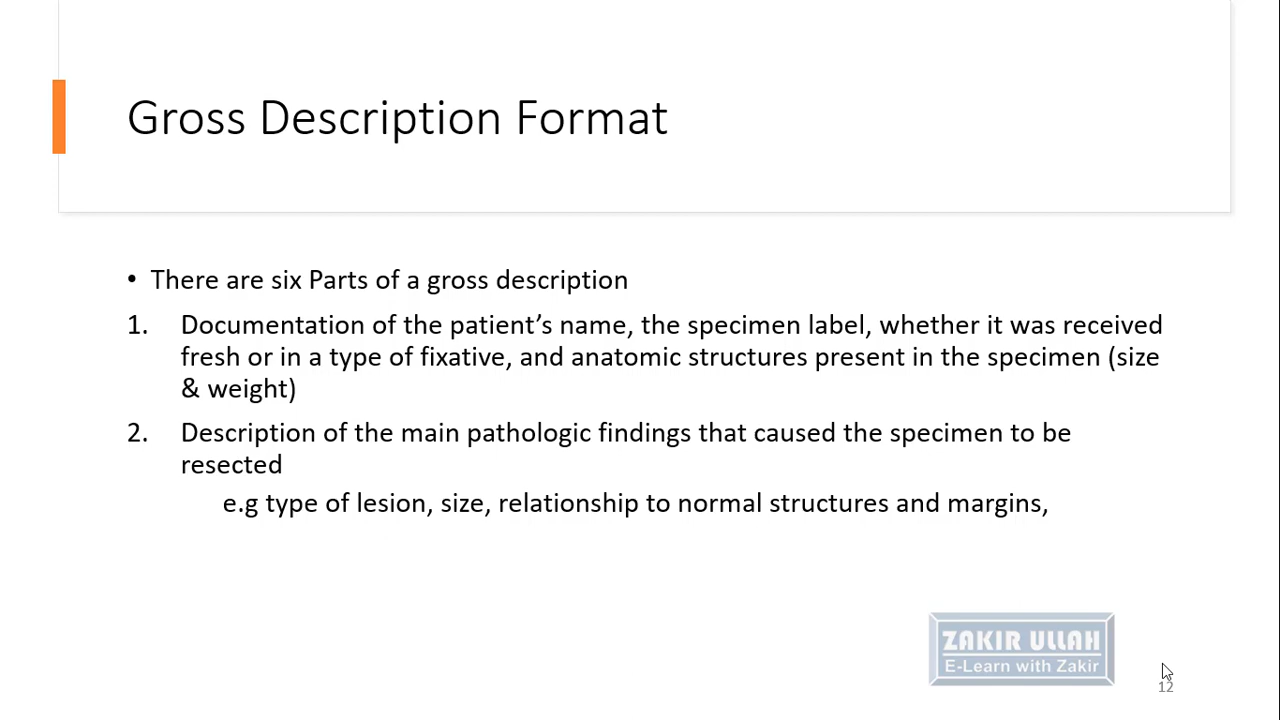 Gross Description Format
• There are six Parts of a gross description
1. Documentation of the patient’s name, the specimen label, whether it was received
fresh or in a type of fixative, and anatomic structures present in the specimen (size
& weight)
2. Description of the main pathologic findings that caused the specimen to be
resected
e.g type of lesion, size, relationship to normal structures and margins,
ZAKIR ULLAH
E-Learn with Zakir
12